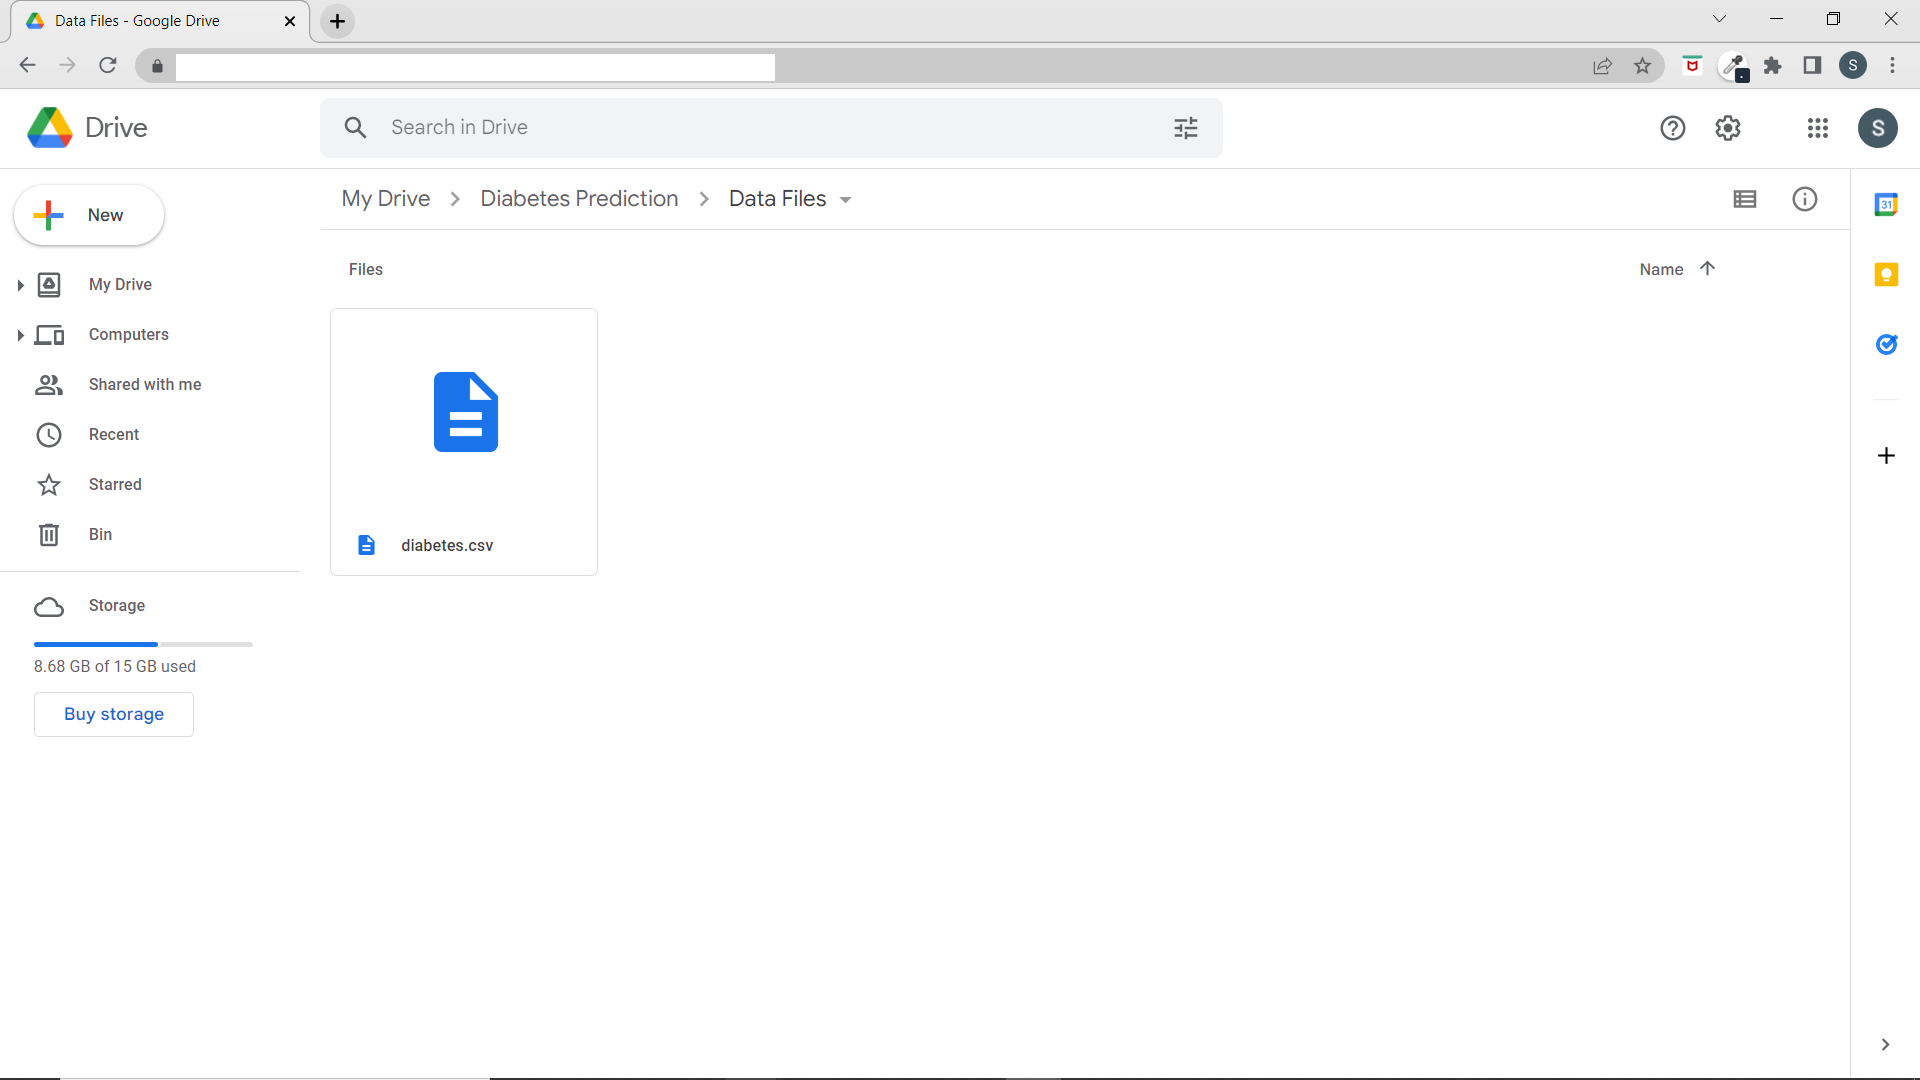 Data Files - Google Drive
S
Drive
Search in Drive
S
New
My Drive
Diabetes Prediction
Data Files
31
Files
Name
My Drive
Computers
Shared with me
Recent
Starred
Bin
diabetes.csv
Storage
8.68 GB of 15 GB used
Buy storage